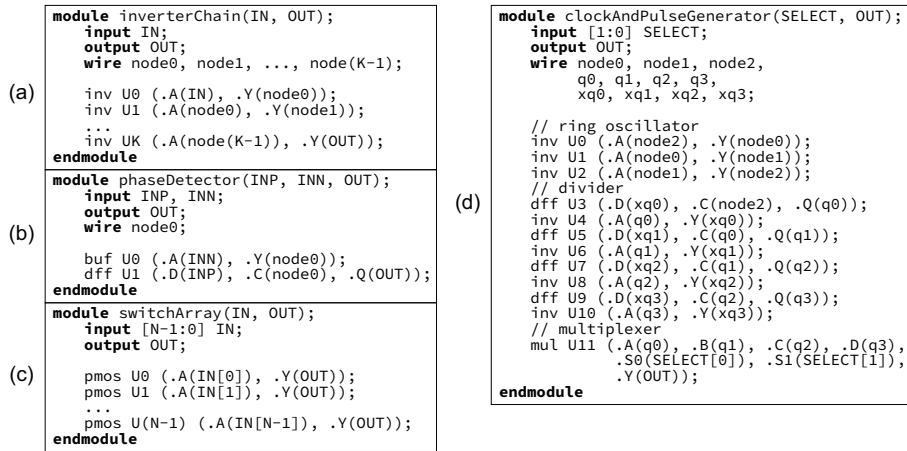 (a)
module inverterChain(IN, OUT);
input IN;
output OUT;
wire node0, node1, ..., node(K-1);
inv U0 (.A(IN), .Y(node0));
inv U1 (.A(node0), .Y(node1));
...
inv UK (.A(node(K-1)), .Y(OUT));
endmodule
(b)
module phaseDetector(INP, INN, OUT);
input INP, INN;
output OUT;
wire node0;
buf U0 (.A(INN), .Y(node0));
dff U1 (.D(INP), .C(node0), .Q(OUT));
endmodule
(c)
module switchArray(IN, OUT);
input [N-1:0] IN;
output OUT;
pmos U0 (.A(IN[0]), .Y(OUT));
pmos U1 (.A(IN[1]), .Y(OUT));
...
pmos U(N-1) (.A(IN[N-1]), .Y(OUT));
endmodule
(d)
module clockAndPulseGenerator(SELECT, OUT);
input [1:0] SELECT;
output OUT;
wire node0, node1, node2,
q0, q1, q2, q3,
xq0, xq1, xq2, xq3;
// ring oscillator
inv U0 (.A(node2), .Y(node0));
inv U1 (.A(node0), .Y(node1));
inv U2 (.A(node1), .Y(node2));
// divider
dff U3 (.D(xq0), .C(node2), .Q(q0));
inv U4 (.A(q0), .Y(xq0));
dff U5 (.D(xq1), .C(q0), .Q(q1));
inv U6 (.A(q1), .Y(xq1));
dff U7 (.D(xq2), .C(q1), .Q(q2));
inv U8 (.A(q2), .Y(xq2));
dff U9 (.D(xq3), .C(q2), .Q(q3));
inv U10 (.A(q3), .Y(xq3));
// multiplexer
mul U11 (.A(q0), .B(q1), .C(q2), .D(q3),
.S0(SELECT[0]), .S1(SELECT[1]),
.Y(OUT));
endmodule